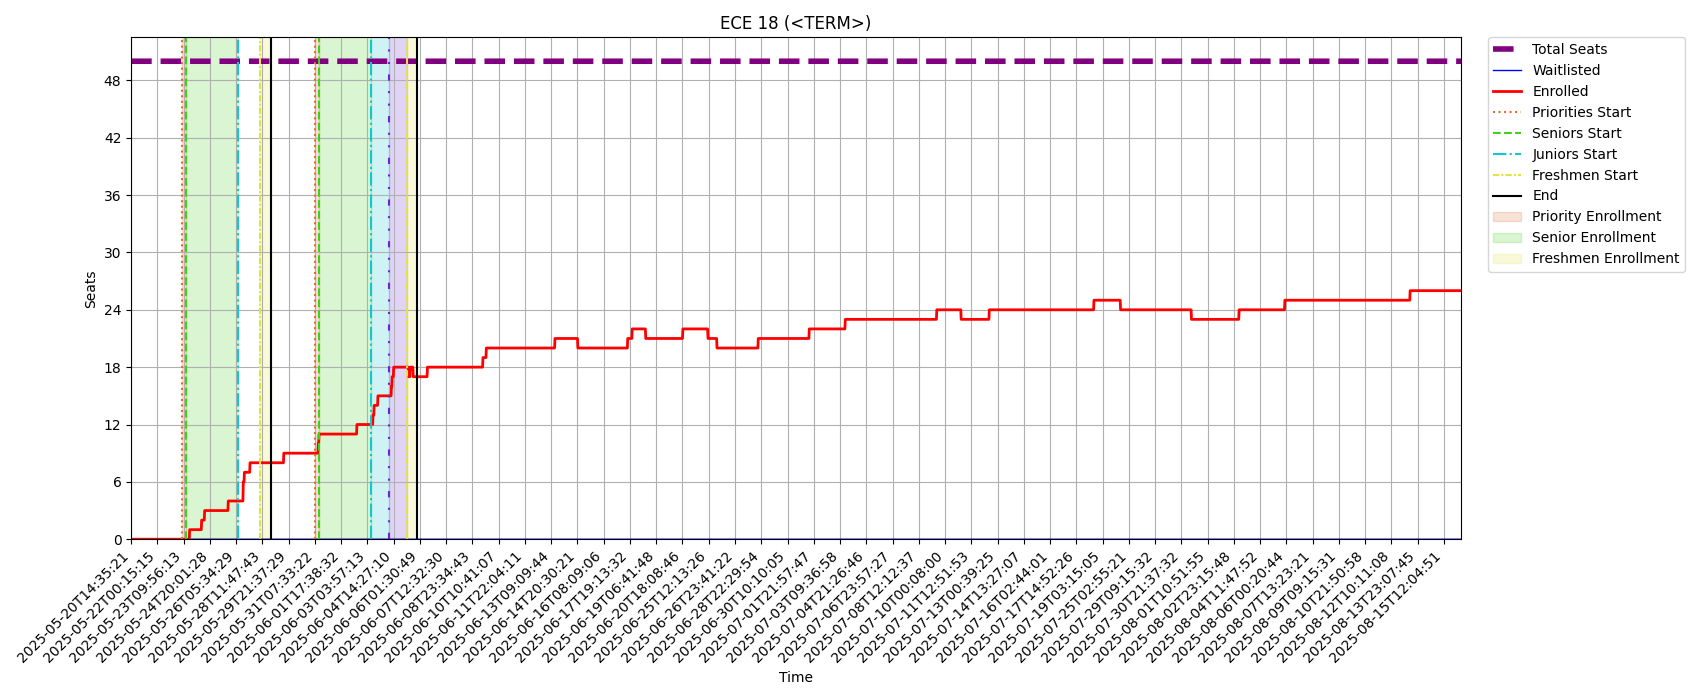 ECE 18 (<TERM>)
Total Seats
Waitlisted
Enrolled
Priorities Start
Seniors Start
Juniors Start
Freshmen Start
End
Priority Enrollment
Senior Enrollment
Freshmen Enrollment
Seats
48
42
36
30
24
18
12
6
0
2025-05-20T14:35:21
2025-05-22T00:15:15
2025-05-23T09:56:13
2025-05-24T20:01:28
2025-05-26T05:34:29
2025-05-28T11:47:43
2025-05-29T21:37:29
2025-05-31T07:33:22
2025-06-01T17:38:32
2025-06-03T03:57:13
2025-06-04T14:27:10
2025-06-06T01:30:49
2025-06-07T12:32:30
2025-06-08T23:34:43
2025-06-10T10:41:07
2025-06-11T22:04:11
2025-06-13T09:09:44
2025-06-14T20:30:21
2025-06-16T08:09:06
2025-06-17T19:13:32
2025-06-19T06:41:48
2025-06-20T18:08:46
2025-06-25T12:13:26
2025-06-26T23:41:22
2025-06-28T22:29:54
2025-06-30T10:10:05
2025-07-01T21:57:47
2025-07-03T09:36:58
2025-07-04T21:26:46
2025-07-06T23:57:27
2025-07-08T12:12:37
2025-07-10T00:08:00
2025-07-11T12:51:53
2025-07-13T00:39:25
2025-07-14T13:27:07
2025-07-16T02:44:01
2025-07-17T14:52:26
2025-07-19T03:15:05
2025-07-25T02:55:21
2025-07-29T09:15:32
2025-07-30T21:37:32
2025-08-01T10:51:55
2025-08-02T23:15:48
2025-08-04T11:47:52
2025-08-06T00:20:44
2025-08-07T13:23:21
2025-08-09T09:15:31
2025-08-10T21:50:58
2025-08-12T10:11:08
2025-08-13T23:07:45
2025-08-15T12:04:51
Time